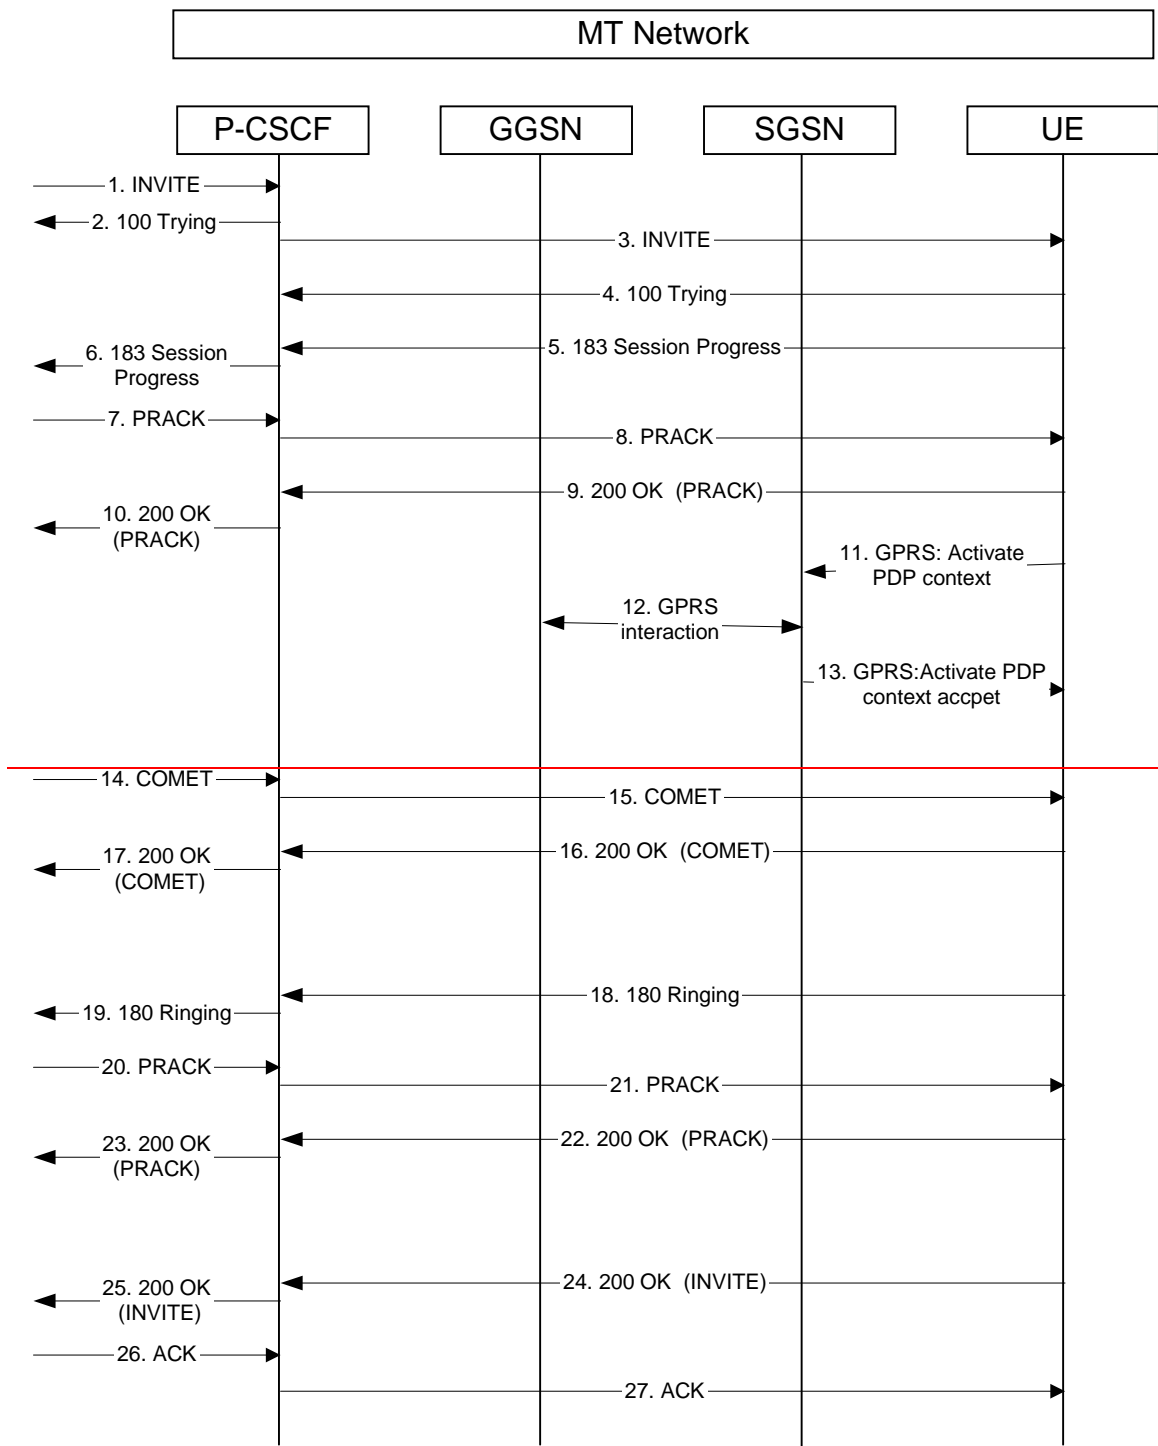 MT Network
P-CSCF
GGSN
SGSN
UE
1. INVITE
2. 100 Trying
3. INVITE
4. 100 Trying
5. 183 Session Progress
6. 183 Session
Progress
7. PRACK
8. PRACK
9. 200 OK  (PRACK)
10. 200 OK
(PRACK)
11. GPRS: Activate
PDP context
12. GPRS
interaction
13. GPRS:Activate PDP
context accpet
14. COMET
15. COMET
16. 200 OK  (COMET)
17. 200 OK
(COMET)
18. 180 Ringing
19. 180 Ringing
20. PRACK
21. PRACK
22. 200 OK  (PRACK)
23. 200 OK
(PRACK)
24. 200 OK  (INVITE)
25. 200 OK
(INVITE)
26. ACK
27. ACK